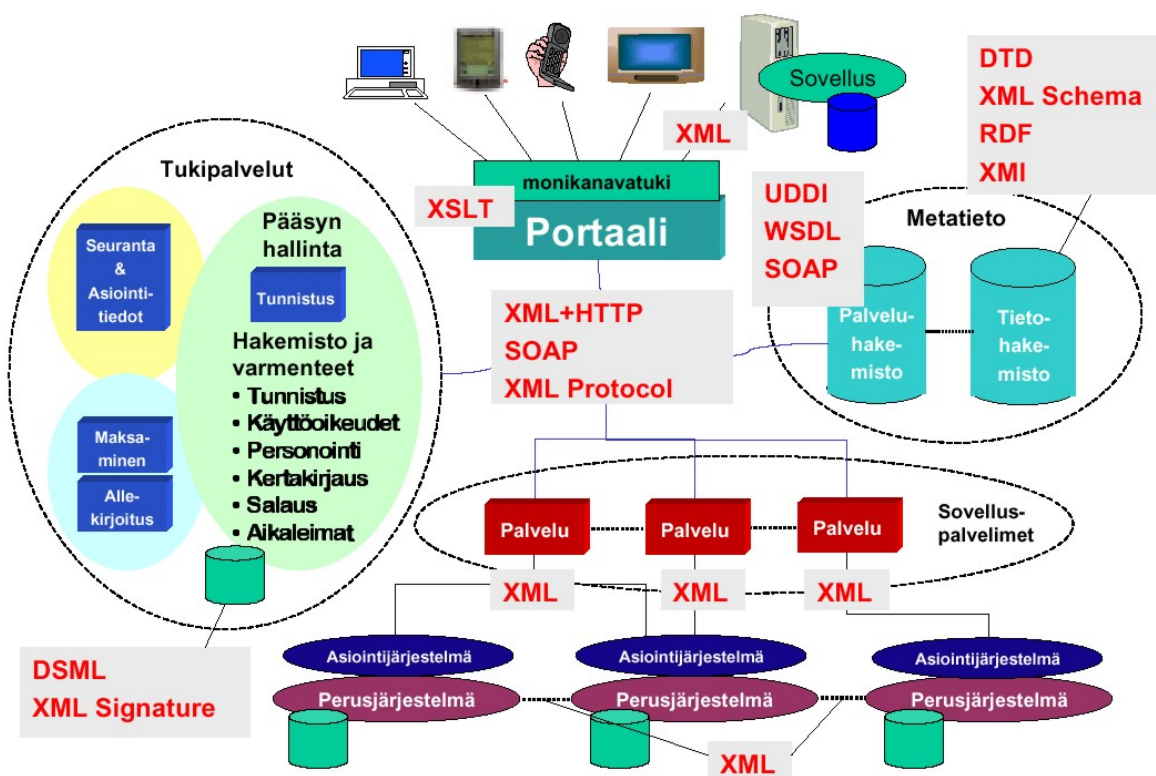 Sovellus
XML
monikanavatuki
Portaali
XSLT
DTD
XML Schema
RDF
XMI
UDDI
WSDL
SOAP
Metatieto
Palvelu-
hake-
misto
Tieto-
hake-
misto
Tukipalvelut
Seuranta
&
Asiointi-
tiedot
Pääsyn
hallinta
Tunnistus
Hakemisto ja
varmenteet
• Tunnistus
• Käyttöoikeudet
• Personointi
• Kertakirjaus
• Salaus
• Aikaleimat
Maksa-
minen
Alle-
kirjoitus
XML+HTTP
SOAP
XML Protocol
Palvelu
Palvelu
Palvelu
Sovellus-
palvelimet
XML
XML
XML
DSML
XML Signature
Asiointijärjestelmä
Asiointijärjestelmä
Asiointijärjestelmä
Perusjärjestelmä
Perusjärjestelmä
Perusjärjestelmä
XML